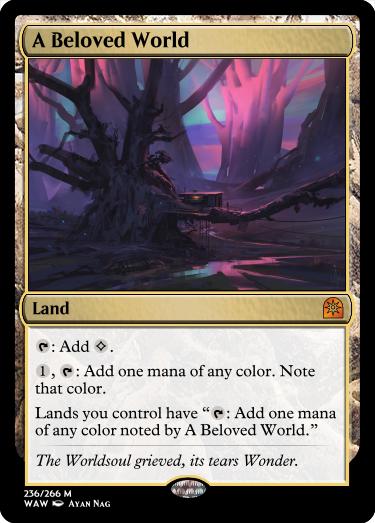 A Beloved World
Land
: Add .
1, : Add one mana of any color. Note
that color.
Lands you control have “: Add one mana
of any color noted by A Beloved World.”
The Worldsoul grieved, its tears Wonder.
236/266 M
WAW AYAN NAG